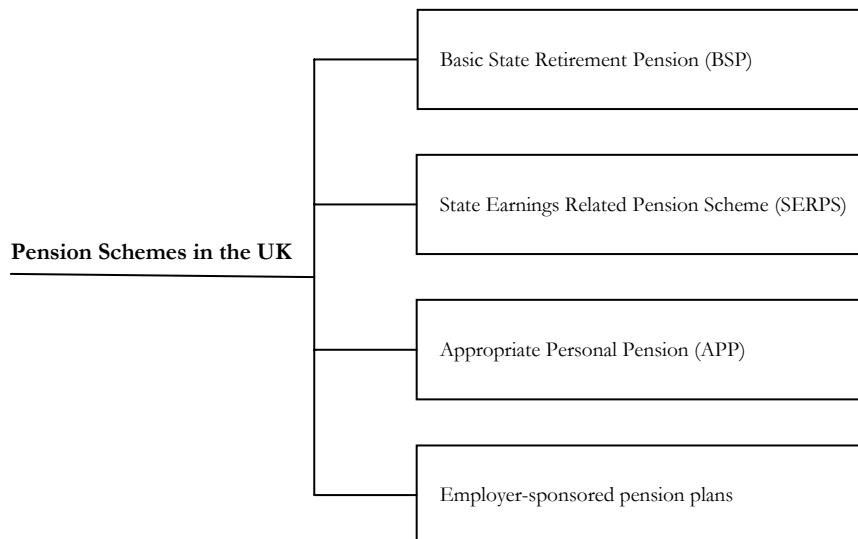 Basic State Retirement Pension (BSP)
State Earnings Related Pension Scheme (SERPS)
Pension Schemes in the UK
Appropriate Personal Pension (APP)
Employer-sponsored pension plans